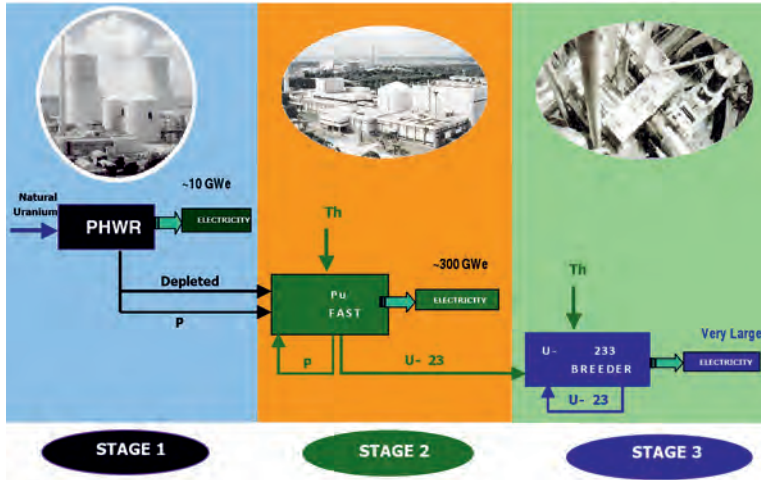 ~10 GWe
Natural
Uranium
PHWR
ELECTRICITY
Th
Depleted
P
~300 GWe
Pu
FAST
ELECTRICITY
P
U- 23
Th
Very Large
U- 233
BREEDER
ELECTRICITY
U- 23
STAGE 1
STAGE 2
STAGE 3